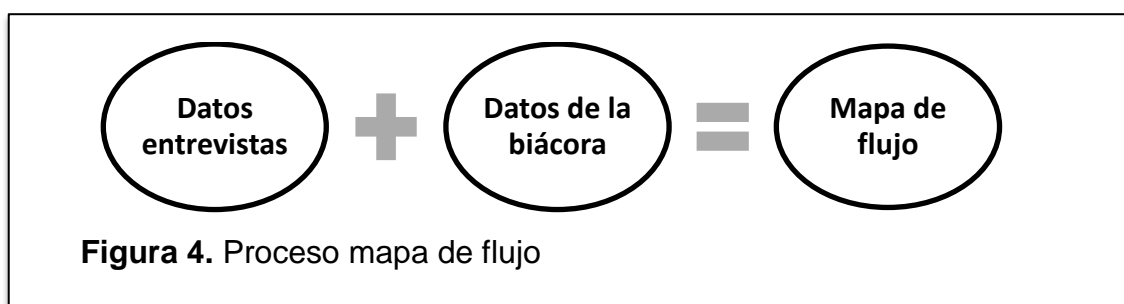 Datos
entrevistas
Datos de la
biácora
Mapa de
flujo
Figura 4. Proceso mapa de flujo